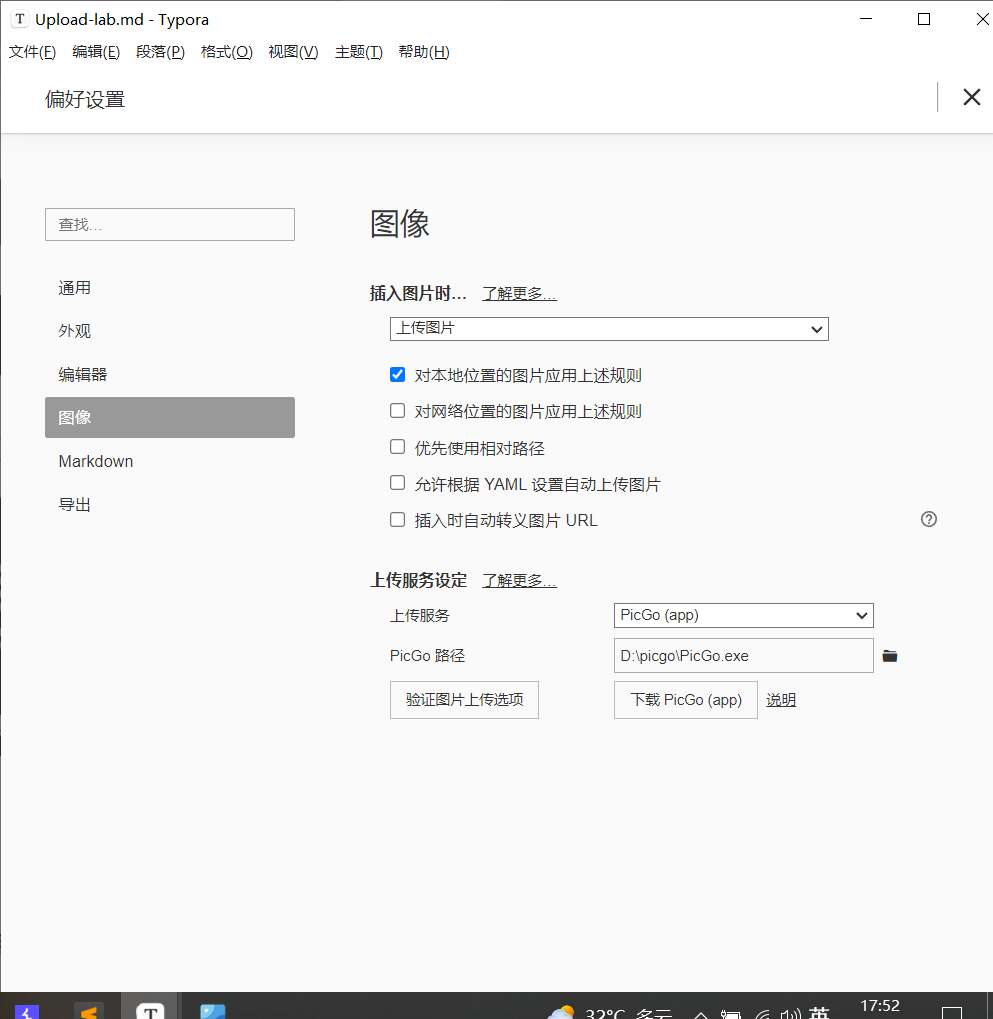 T Upload-lab.md - Typora
文件(F) 编辑(E) 段落(P) 格式(O) 视图(V) 主题(T) 帮助(H)
偏好设置
查找...
通用
外观
编辑器
图像
Markdown
导出
图像
插入图片时... 了解更多...
上传图片
对本地位置的图片应用上述规则
对网络位置的图片应用上述规则
优先使用相对路径
允许根据 YAML 设置自动上传图片
插入时自动转义图片 URL
上传服务设定 了解更多...
上传服务 PicGo (app)
PicGo 路径 D:\picgo\PicGo.exe
验证图片上传选项 下载 PicGo (app) 说明
T 32°C 多云 英 17:52